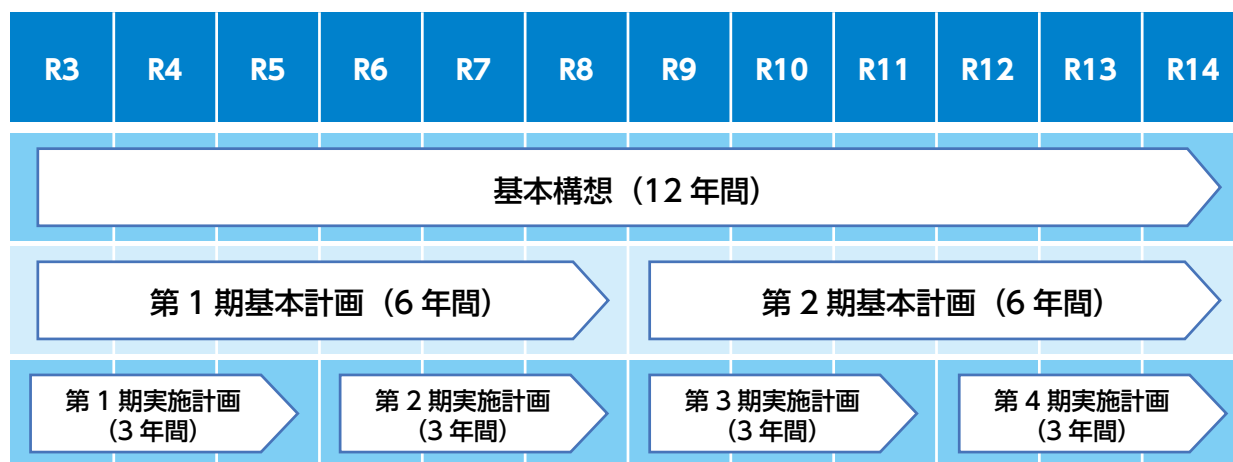 R3 R4 R5 R6 R7 R8 R9 R10 R11 R12 R13 R14
基本構想（12 年間）
第 1 期基本計画（6 年間） 第 2 期基本計画（6 年間）
第 1 期実施計画
（3 年間）
第 2 期実施計画
（3 年間）
第 3 期実施計画
（3 年間）
第 4 期実施計画
（3 年間）